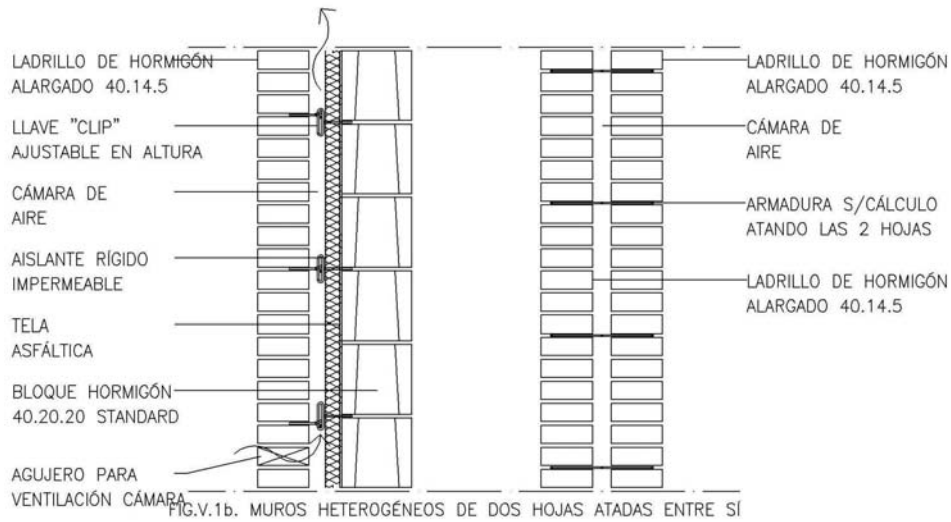 LADRILLO DE HORMIGÓN
ALARGADO 40.14.5
LLAVE "CLIP"
AJUSTABLE EN ALTURA
CÁMARA DE
AIRE
AISLANTE RÍGIDO
IMPERMEABLE
TELA
ASFÁLTICA
BLOQUE HORMIGÓN
40.20.20 STANDARD
AGUJERO PARA
VENTILACIÓN CÁMARA
LADRILLO DE HORMIGÓN
ALARGADO 40.14.5
CÁMARA DE
AIRE
ARMADURA S/CÁLCULO
ATANDO LAS 2 HOJAS
LADRILLO DE HORMIGÓN
ALARGADO 40.14.5
FIG.V.1b. MUROS HETEROGÉNEOS DE DOS HOJAS ATADAS ENTRE SÍ